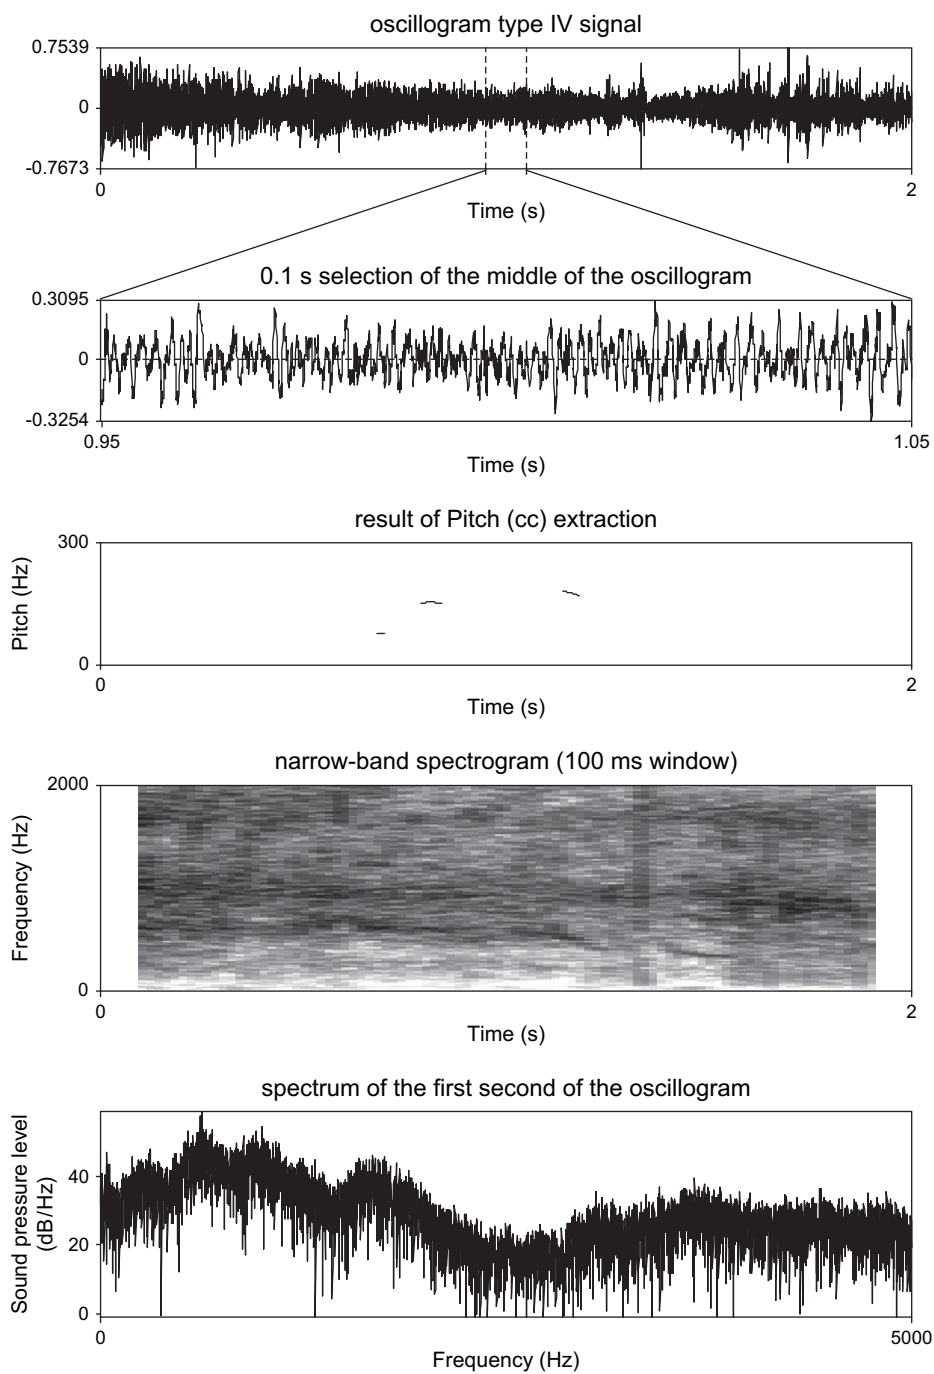 oscillogram type IV signal
0.7539
0
-0.7673
0 2
Time (s)
0.1 s selection of the middle of the oscillogram
0.3095
0
-0.3254
0.95 1.05
Time (s)
result of Pitch (cc) extraction
300
Pitch (Hz)
0
0 2
Time (s)
narrow-band spectrogram (100 ms window)
2000
Frequency (Hz)
0
0 2
Time (s)
spectrum of the first second of the oscillogram
Sound pressure level
(dB/Hz)
40
20
0
0 5000
Frequency (Hz)